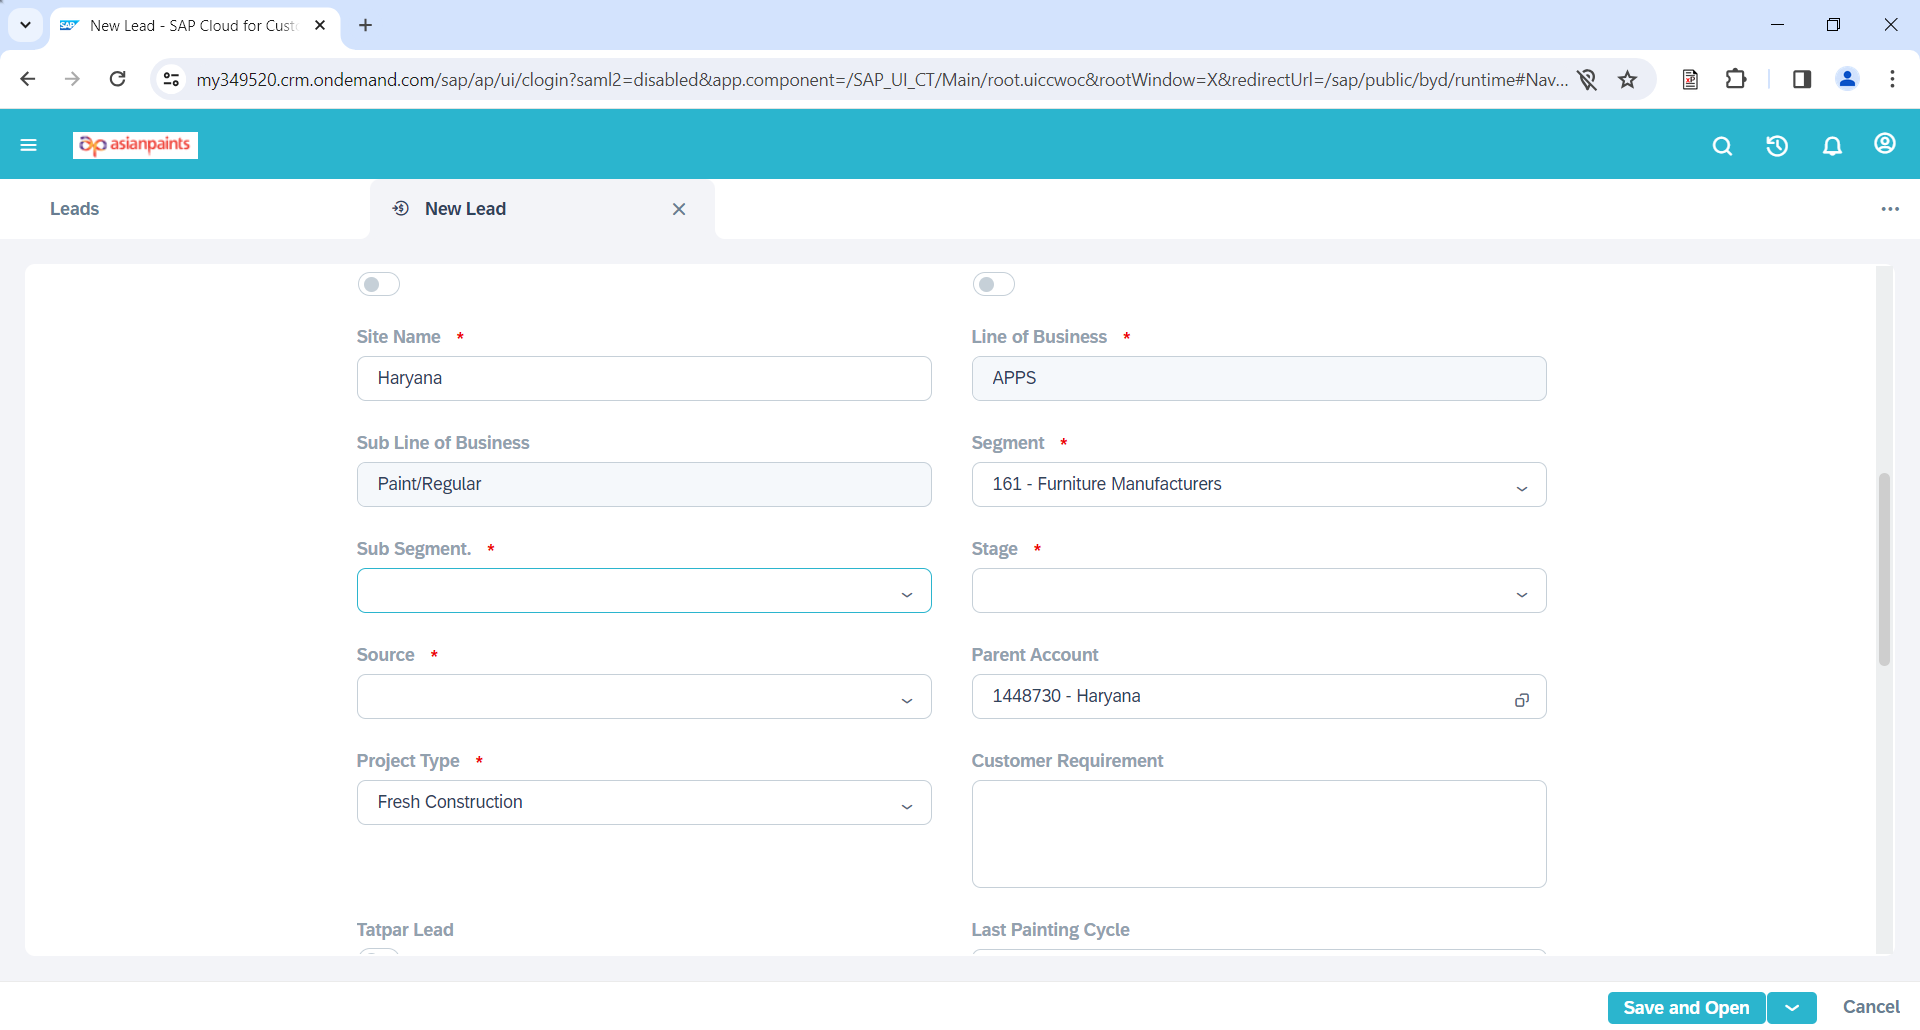 New Lead - SAP Cloud for Cust
my349520.crm.ondemand.com/sap/ap/ui/clogin?saml2=disabled&app.component=/SAP_UI_CT/Main/root.uiccwoc&rootWindow=X&redirectUrl=/sap/public/byd/runtime#Nav...
ap asianpaints
Leads
New Lead
Site Name *
Line of Business *
Haryana
APPS
Sub Line of Business
Segment *
Paint/Regular
161 - Furniture Manufacturers
Sub Segment. *
Stage *
Source *
Parent Account
1448730 - Haryana
Project Type *
Customer Requirement
Fresh Construction
Tatpar Lead
Last Painting Cycle
Save and Open
Cancel